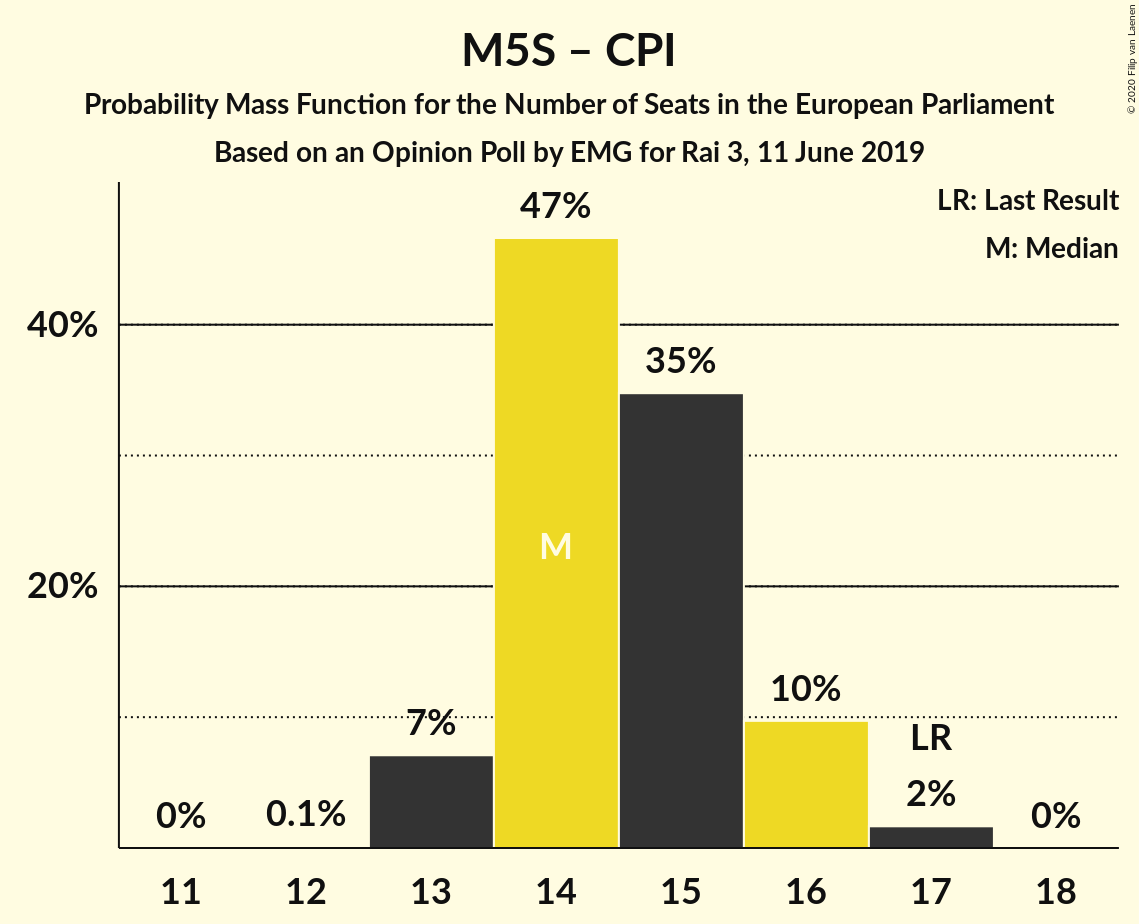 M5S – CPI
Probability Mass Function for the Number of Seats in the European Parliament
Based on an Opinion Poll by EMG for Rai 3, 11 June 2019
© 2020 Filip van Laenen
LR: Last Result
M: Median
47%
40%
35%
M
20%
10%
7%
LR
2%
0%
0.1%
0%
11 12 13 14 15 16 17 18